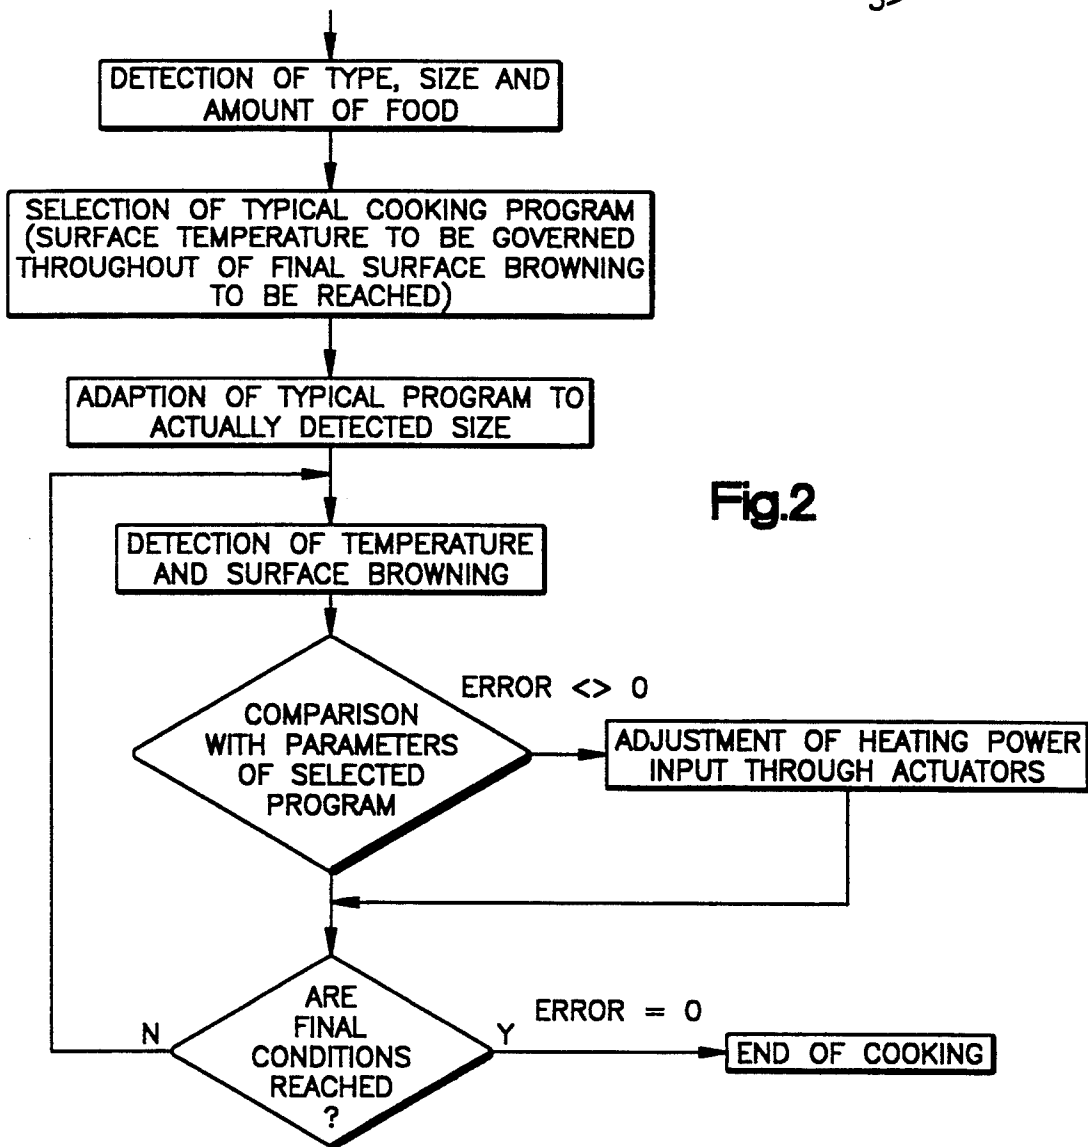 DETECTION OF TYPE, SIZE AND
AMOUNT OF FOOD
SELECTION OF TYPICAL COOKING PROGRAM
(SURFACE TEMPERATURE TO BE GOVERNED
THROUGHOUT OF FINAL SURFACE BROWNING
TO BE REACHED)
ADAPTION OF TYPICAL PROGRAM TO
ACTUALLY DETECTED SIZE
Fig.2
DETECTION OF TEMPERATURE
AND SURFACE BROWNING
ERROR <> 0
COMPARISON
WITH PARAMETERS
OF SELECTED
PROGRAM
ADJUSTMENT OF HEATING POWER
INPUT THROUGH ACTUATORS
ARE
FINAL
CONDITIONS
REACHED
?
N
Y
ERROR = 0
END OF COOKING